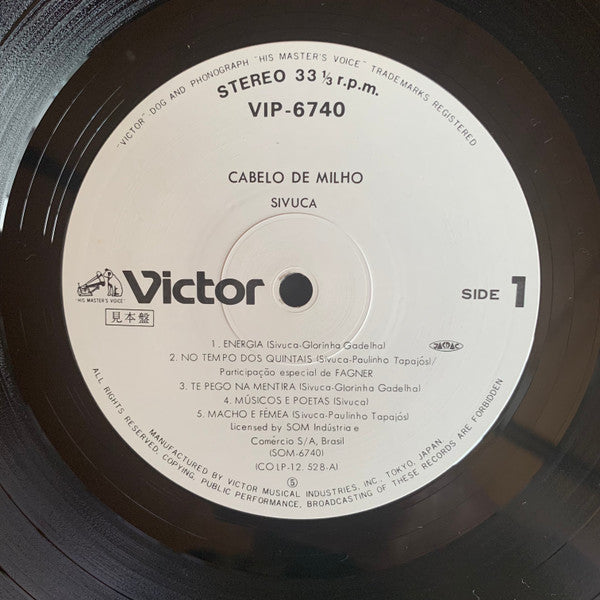 "VICTOR" DOG AND PHONOGRAPH "HIS MASTER'S VOICE" TRADEMARKS REGISTERED
STEREO 33 1/3 r.p.m.
VIP-6740
CABELO DE MILHO
SIVUCA
"HIS MASTER'S VOICE"
Victor
見本盤
SIDE 1
1. ENERGIA (Sivuca-Glorinha Gadelha)
2. NO TEMPO DOS QUINTAIS (Sivuca-Paulinho Tapajós)/
Participação especial de FAGNER
3. TE PEGO NA MENTIRA (Sivuca-Glorinha Gadelha)
4. MÚSICOS E POETAS (Sivuca)
5. MACHO E FÉMEA (Sivuca-Paulinho Tapajós)
Licensed by SOM Indústria e
Comércio S/A, Brasil
(SOM-6740)
(CO.LP-12. 528-A)
5
ALL RIGHTS RESERVED. COPYING, PUBLIC PERFORMANCE, BROADCASTING OF THESE RECORDS ARE FORBIDDEN
MANUFACTURED BY VICTOR MUSICAL INDUSTRIES, INC., TOKYO, JAPAN